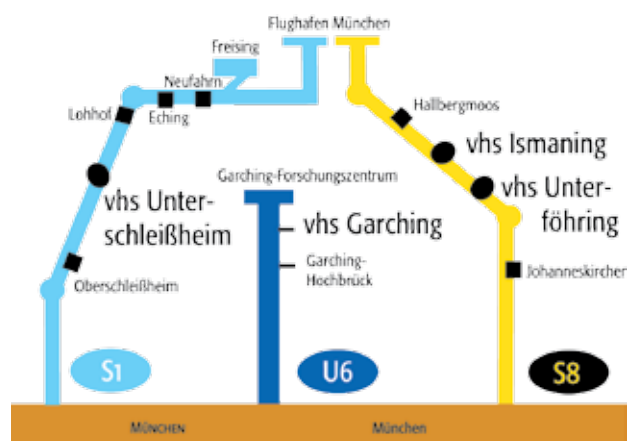 Flughafen München
Freising
Neufahrn
Hallbergmoos
Lohhof
Eching
vhs Ismaning
Garching-Forschungszentrum
vhs Unter-
föhring
vhs Unter-
schleißheim
vhs Garching
Garching-
Hochbrück
Johanneskirchen
Oberschleißheim
S1
U6
S8
MÜNCHEN
München